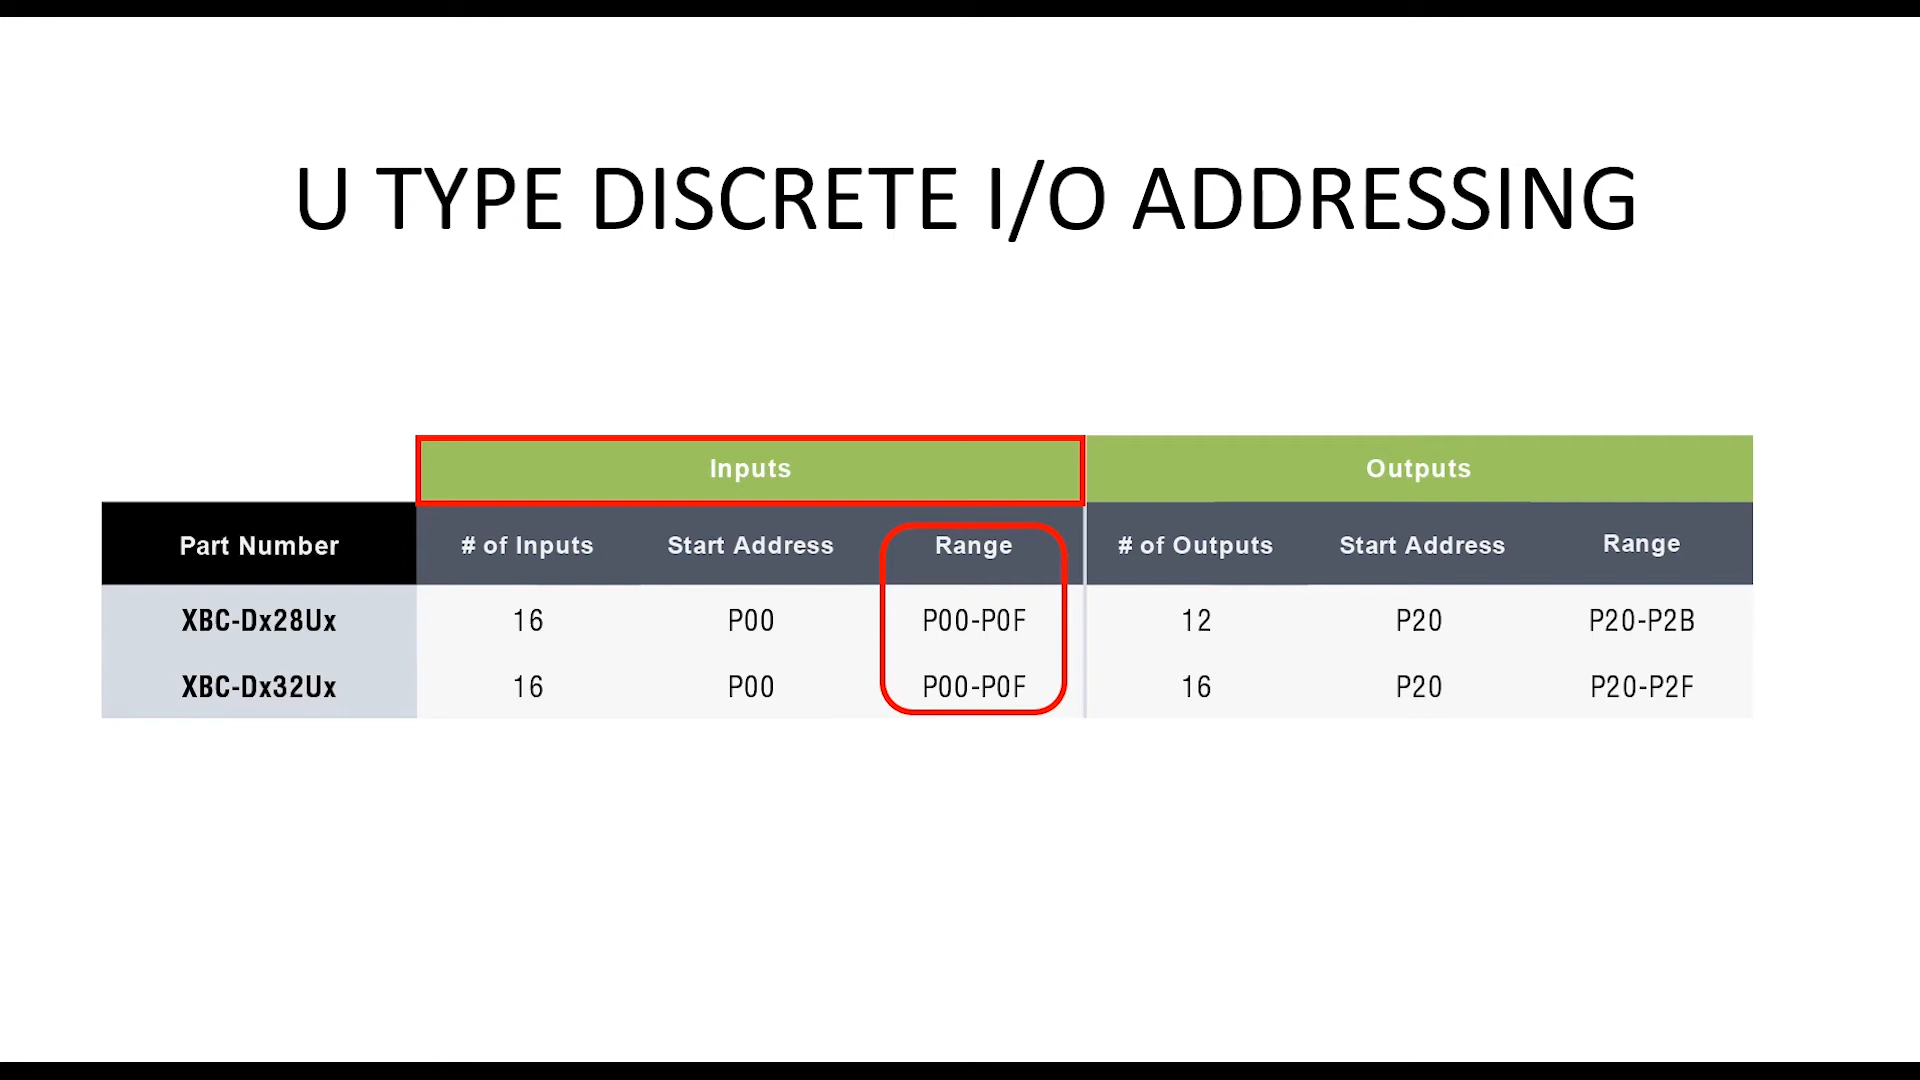 U TYPE DISCRETE I/O ADDRESSING
Inputs Outputs
Part Number # of Inputs Start Address Range # of Outputs Start Address Range
XBC-Dx28Ux 16 P00 P00-P0F 12 P20 P20-P2B
XBC-Dx32Ux 16 P00 P00-P0F 16 P20 P20-P2F